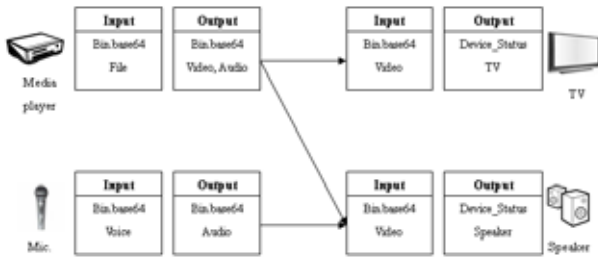 Input
Bin.base64
File
Output
Bin.base64
Video, Audio
Input
Bin.base64
Video
Output
Device_Status
TV
Media
player
TV
Input
Bin.base64
Voice
Output
Bin.base64
Audio
Input
Bin.base64
Video
Output
Device_Status
Speaker
Mic.
Speaker